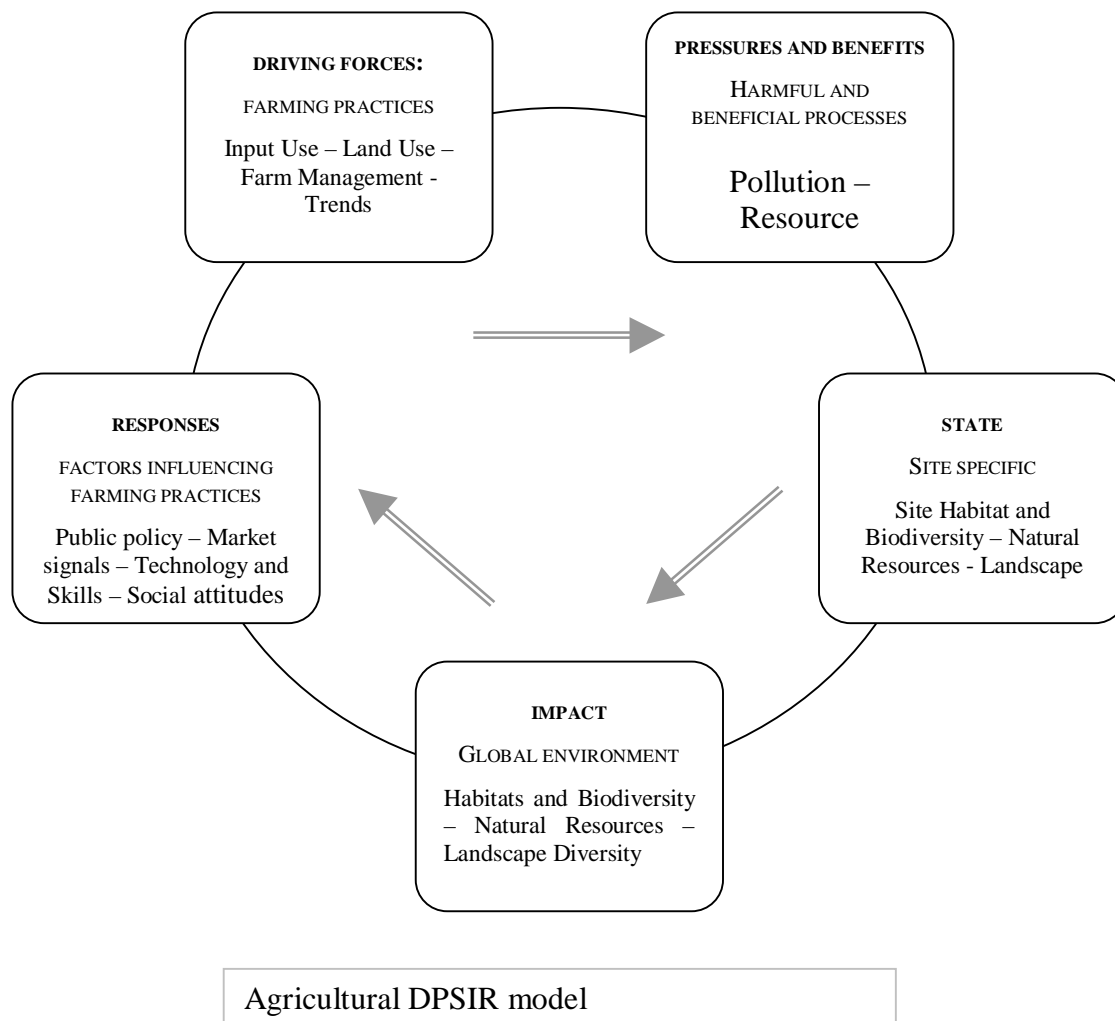 DRIVING FORCES:
FARMING PRACTICES
Input Use – Land Use –
Farm Management -
Trends
PRESSURES AND BENEFITS
HARMFUL AND
BENEFICIAL PROCESSES
Pollution –
Resource
STATE
SITE SPECIFIC
Site Habitat and
Biodiversity – Natural
Resources - Landscape
IMPACT
GLOBAL ENVIRONMENT
Habitats and Biodiversity
– Natural Resources –
Landscape Diversity
RESPONSES
FACTORS INFLUENCING
FARMING PRACTICES
Public policy – Market
signals – Technology and
Skills – Social attitudes
Agricultural DPSIR model